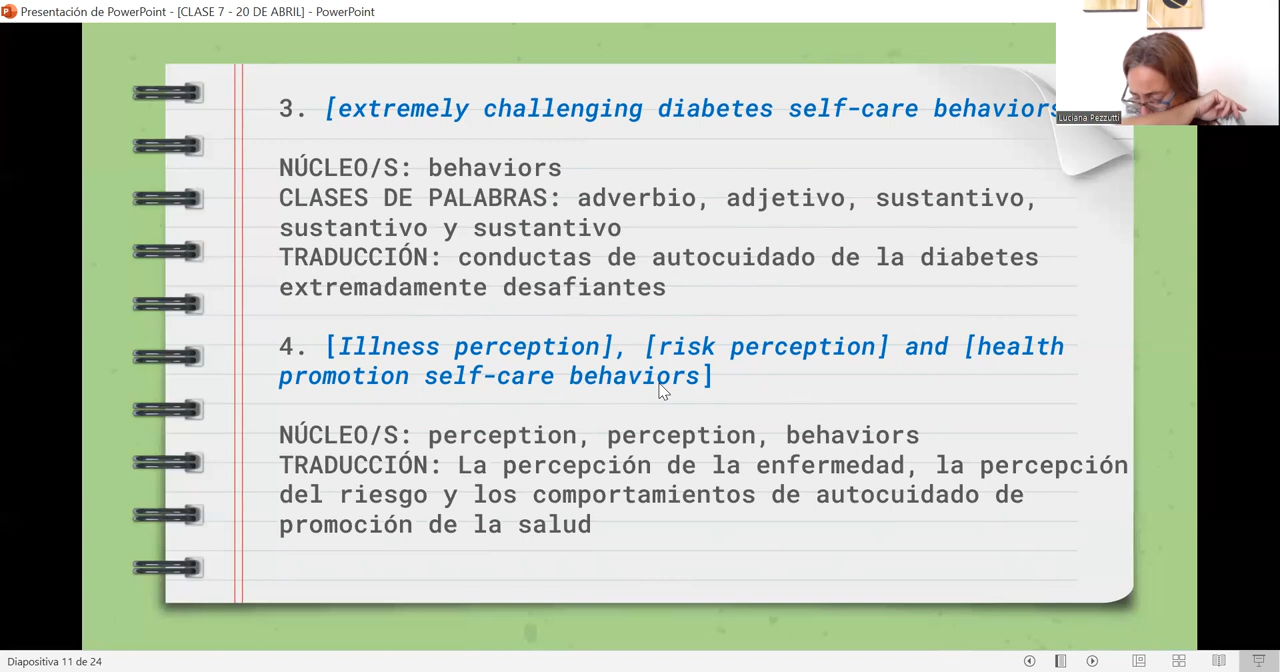 Presentación de PowerPoint - [CLASE 7 - 20 DE ABRIL] - PowerPoint
Luciana Pezzutti
3. [extremely challenging diabetes self-care behaviors
NÚCLEO/S: behaviors
CLASES DE PALABRAS: adverbio, adjetivo, sustantivo,
sustantivo y sustantivo
TRADUCCIÓN: conductas de autocuidado de la diabetes
extremadamente desafiantes
4. [Illness perception], [risk perception] and [health
promotion self-care behaviors]
NÚCLEO/S: perception, perception, behaviors
TRADUCCIÓN: La percepción de la enfermedad, la percepción
del riesgo y los comportamientos de autocuidado de
promoción de la salud
Diapositiva 11 de 24